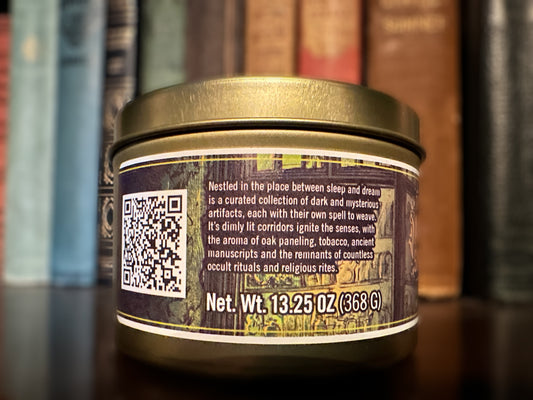 Nestled in the place between sleep and dream
is a curated collection of dark and mysterious
artifacts, each with their own spell to weave.
It's dimly lit corridors ignite the senses, with
the aroma of oak paneling, tobacco, ancient
manuscripts and the remnants of countless
occult rituals and religious rites.
Net. Wt. 13.25 OZ (368 G)